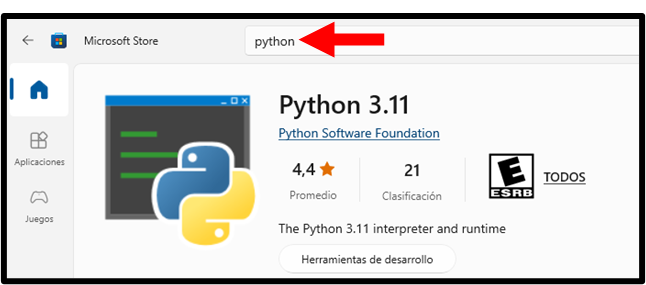 Microsoft Store
python
Python 3.11
Python Software Foundation
4,4
21
Promedio
Clasificación
E
ESRB
TODOS
Aplicaciones
Juegos
The Python 3.11 interpreter and runtime
Herramientas de desarrollo